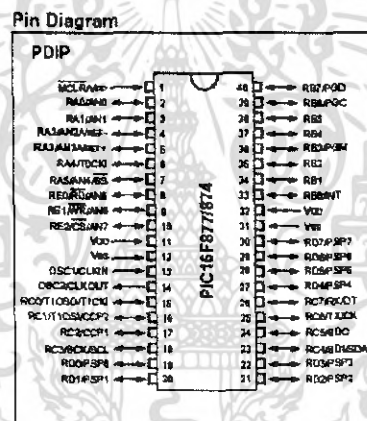 Pin Diagram
PDIP
MCLR/VPP 1 40 RB7/PGD
RA0/AN0 2 39 RB6/PGC
RA1/AN1 3 38 RB5
RA2/AN2/VREF- 4 37 RB4
RA3/AN3/VREF+ 5 36 RB3/PGM
RA4/T0CKI 6 35 RB2
RA5/AN4/SS 7 34 RB1
RE0/RD/AN5 8 33 RB0/INT
RE1/WR/AN6 9 32 VDD
RE2/CS/AN7 10 31 VSS
VDD 11 30 RD7/PSP7
VSS 12 29 RD6/PSP6
OSC1/CLKIN 13 28 RD5/PSP5
OSC2/CLKOUT 14 27 RD4/PSP4
RC0/T1OSO/T1CKI 15 26 RC7/RX/DT
RC1/T1OSI/CCP2 16 25 RC6/TX/CK
RC2/CCP1 17 24 RC5/SDO
RC3/SCK/SCL 18 23 RC4/SDI/SDA
RD0/PSP0 19 22 RD3/PSP3
RD1/PSP1 20 21 RD2/PSP2
PIC16F877/874